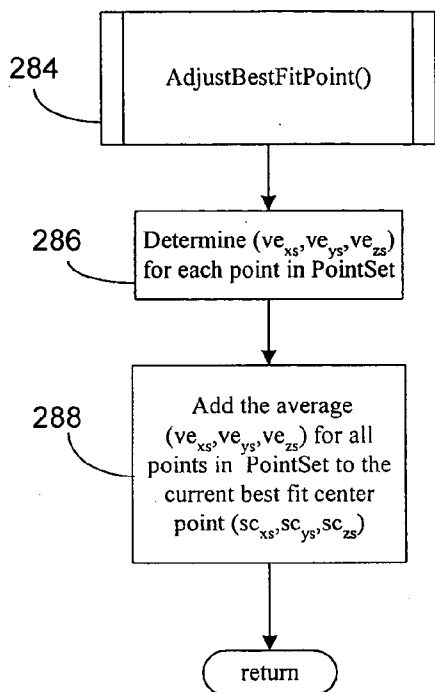 284
AdjustBestFitPoint()
286
Determine (ve_xs,ve_ys,ve_zs)
for each point in PointSet
288
Add the average
(ve_xs,ve_ys,ve_zs) for all
points in PointSet to the
current best fit center
point (sc_xs,sc_ys,sc_zs)
return